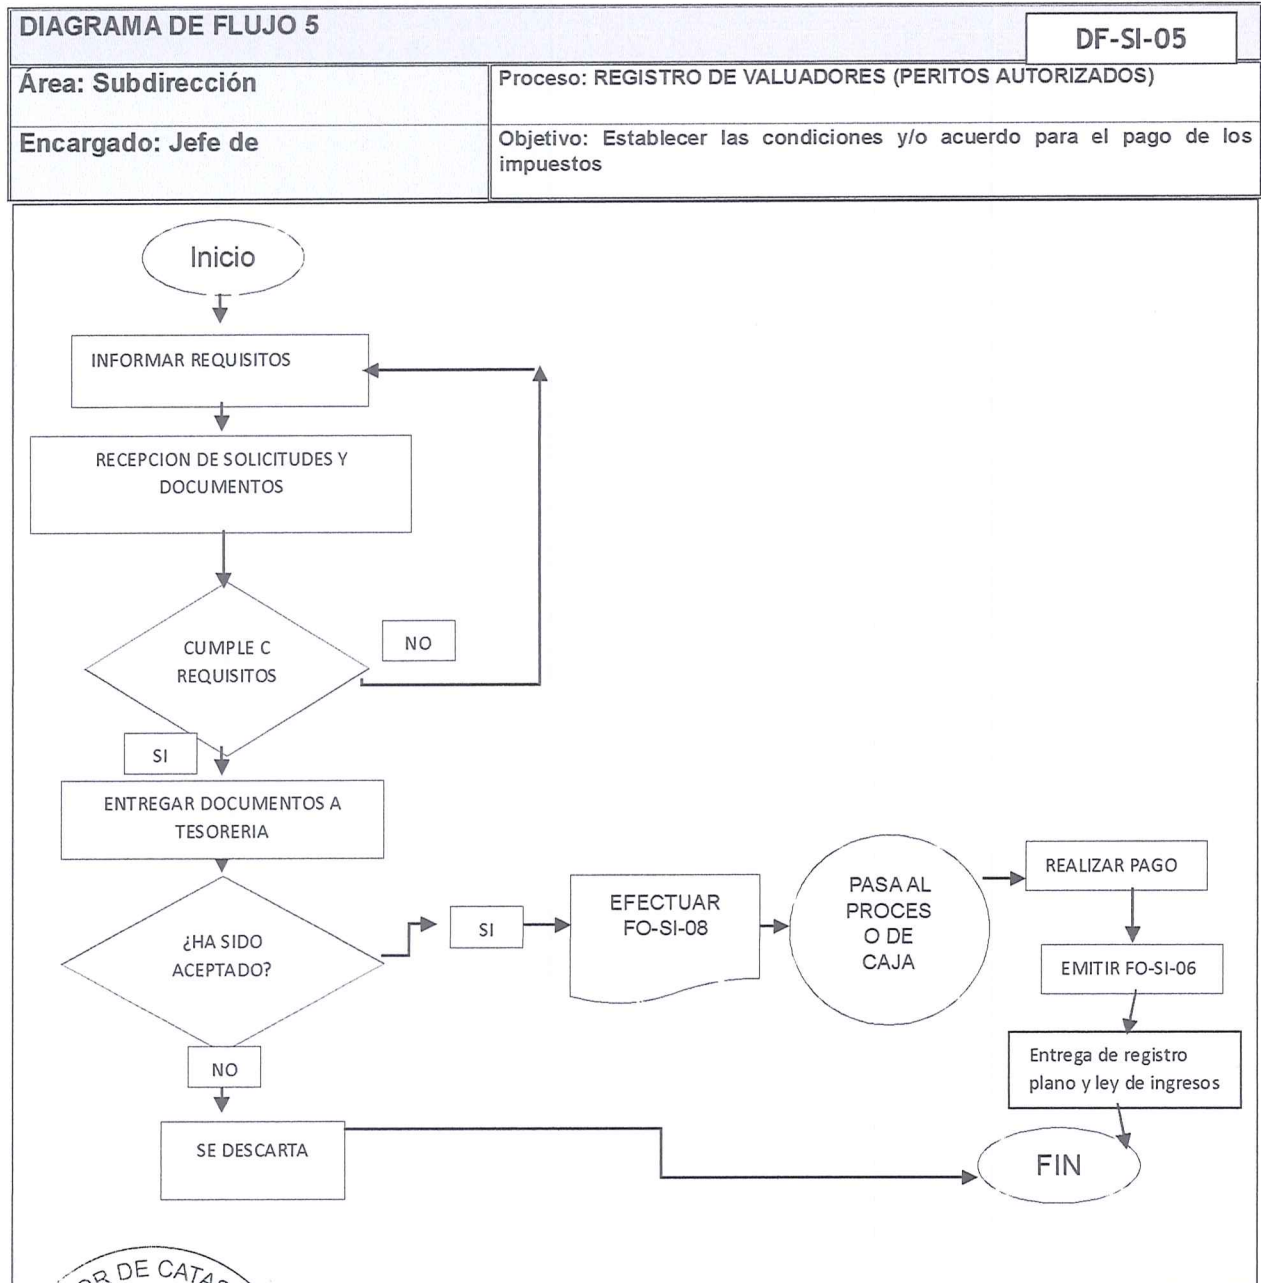 DIAGRAMA DE FLUJO 5
DF-SI-05
Área: Subdirección
Proceso: REGISTRO DE VALUADORES (PERITOS AUTORIZADOS)
Encargado: Jefe de
Objetivo: Establecer las condiciones y/o acuerdo para el pago de los
impuestos
Inicio
INFORMAR REQUISITOS
RECEPCION DE SOLICITUDES Y
DOCUMENTOS
CUMPLE C
REQUISITOS
NO
SI
ENTREGAR DOCUMENTOS A
TESORERIA
¿HA SIDO
ACEPTADO?
SI
EFECTUAR
FO-SI-08
PASA AL
PROCES
O DE
CAJA
REALIZAR PAGO
EMITIR FO-SI-06
Entrega de registro
plano y ley de ingresos
NO
SE DESCARTA
FIN
DE